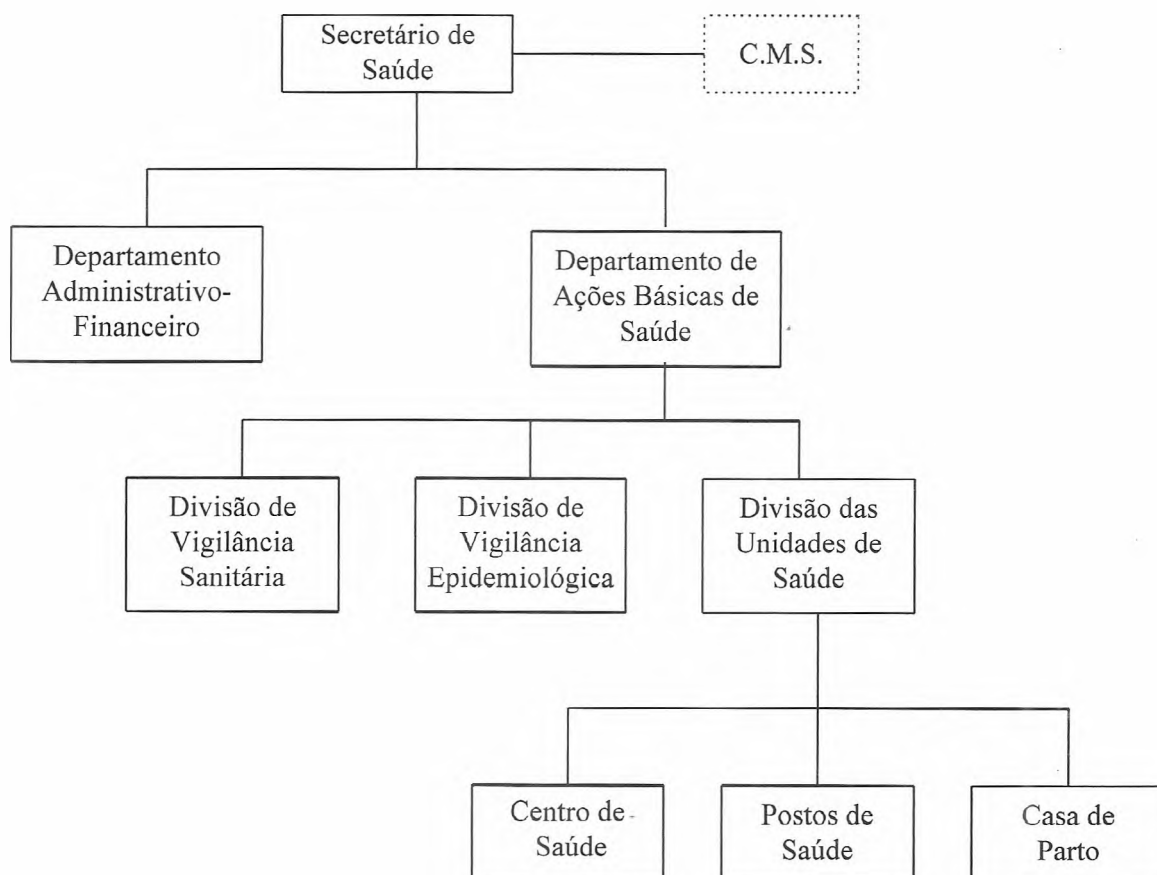 Secretário de
Saúde
C.M.S.
Departamento
Administrativo-
Financeiro
Departamento de
Ações Básicas de
Saúde
Divisão de
Vigilância
Sanitária
Divisão de
Vigilância
Epidemiológica
Divisão das
Unidades de
Saúde
Centro de
Saúde
Postos de
Saúde
Casa de
Parto